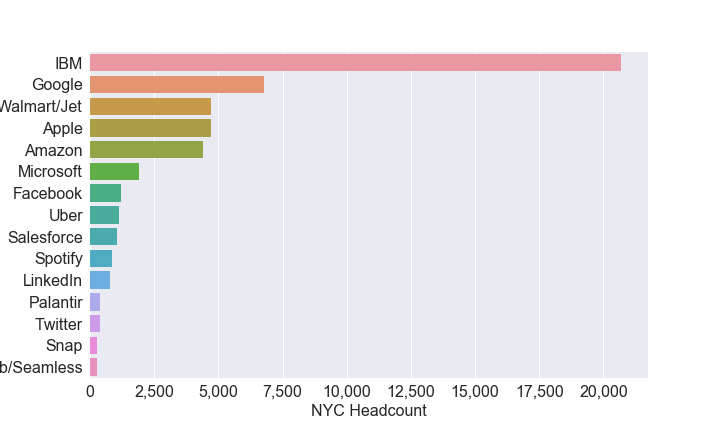 IBM
Google
Walmart/Jet
Apple
Amazon
Microsoft
Facebook
Uber
Salesforce
Spotify
LinkedIn
Palantir
Twitter
Snap
b/Seamless
0 2,500 5,000 7,500 10,000 12,500 15,000 17,500 20,000
NYC Headcount